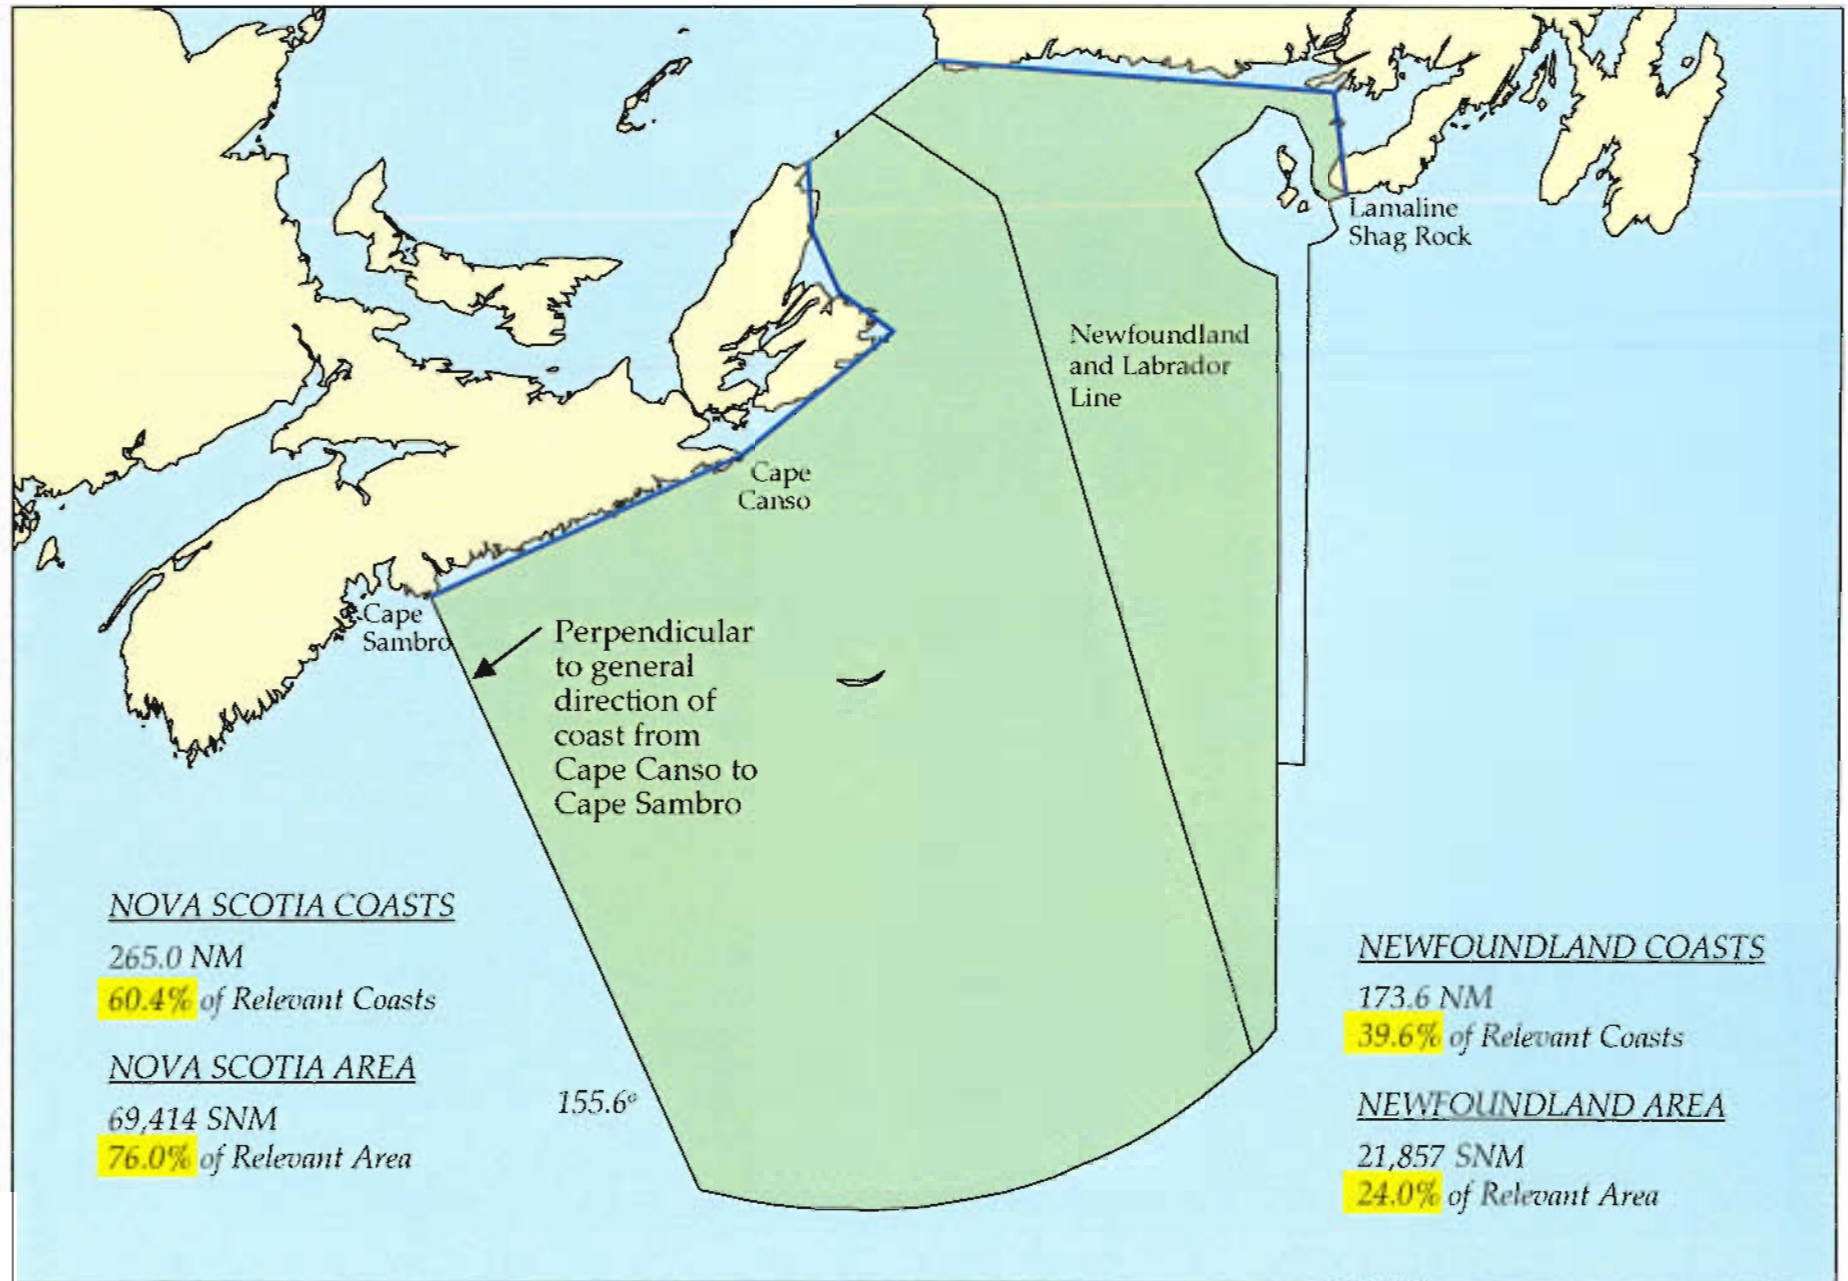 Lamaline
Shag Rock
Newfoundland
and Labrador
Line
Cape
Canso
Cape
Sambro
Perpendicular
to general
direction of
coast from
Cape Canso to
Cape Sambro
155.6°
NOVA SCOTIA COASTS
265.0 NM
60.4% of Relevant Coasts
NOVA SCOTIA AREA
69,414 SNM
76.0% of Relevant Area
NEWFOUNDLAND COASTS
173.6 NM
39.6% of Relevant Coasts
NEWFOUNDLAND AREA
21,857 SNM
24.0% of Relevant Area